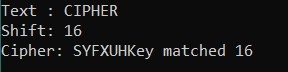 Text : CIPHER
Shift: 16
Cipher: SYFXUHKey matched 16